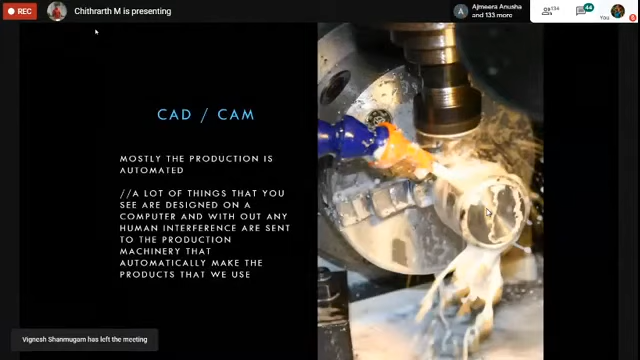 REC
Chithrarth M is presenting
A
Ajmeera Anusha
and 133 more
134
44
You
CAD / CAM
MOSTLY THE PRODUCTION IS
AUTOMATED
//A LOT OF THINGS THAT YOU
SEE ARE DESIGNED ON A
COMPUTER AND WITH OUT ANY
HUMAN INTERFERENCE ARE SENT
TO THE PRODUCTION
MACHINERY THAT
AUTOMATICALLY MAKE THE
PRODUCTS THAT WE USE
Vignesh Shanmugam has left the meeting